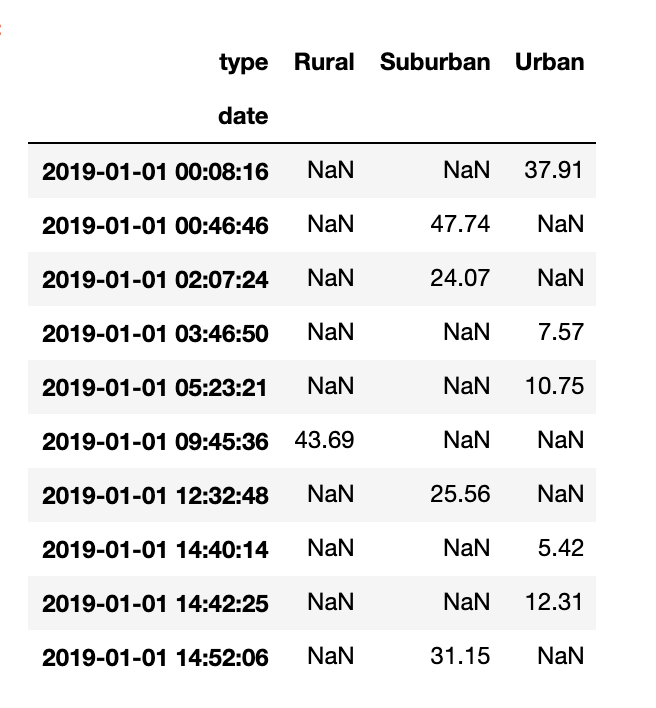 type Rural Suburban Urban
date
2019-01-01 00:08:16 NaN NaN 37.91
2019-01-01 00:46:46 NaN 47.74 NaN
2019-01-01 02:07:24 NaN 24.07 NaN
2019-01-01 03:46:50 NaN NaN 7.57
2019-01-01 05:23:21 NaN NaN 10.75
2019-01-01 09:45:36 43.69 NaN NaN
2019-01-01 12:32:48 NaN 25.56 NaN
2019-01-01 14:40:14 NaN NaN 5.42
2019-01-01 14:42:25 NaN NaN 12.31
2019-01-01 14:52:06 NaN 31.15 NaN